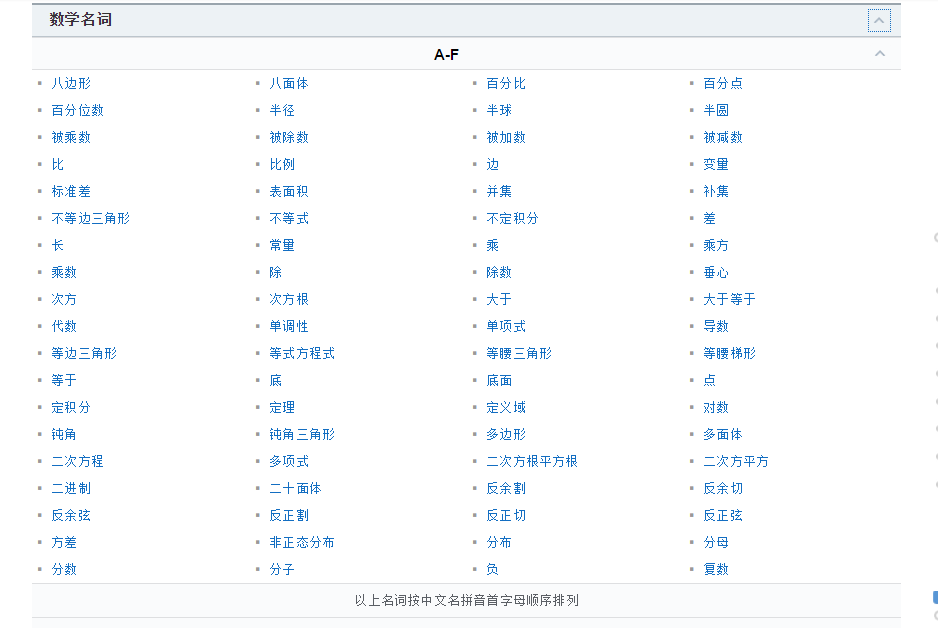 数学名词
A-F
八边形 八面体 百分比 百分点
百分位数 半径 半球 半圆
被乘数 被除数 被加数 被减数
比 比例 边 变量
标准差 表面积 并集 补集
不等边三角形 不等式 不定积分 差
长 常量 乘 乘方
乘数 除 除数 垂心
次方 次方根 大于 大于等于
代数 单调性 单项式 导数
等边三角形 等式方程式 等腰三角形 等腰梯形
等于 底 底面 点
定积分 定理 定义域 对数
钝角 钝角三角形 多边形 多面体
二次方程 多项式 二次方根平方根 二次方平方
二进制 二十面体 反余割 反余切
反余弦 反正割 反正切 反正弦
方差 非正态分布 分布 分母
分数 分子 负 复数
以上名词按中文名拼音首字母顺序排列